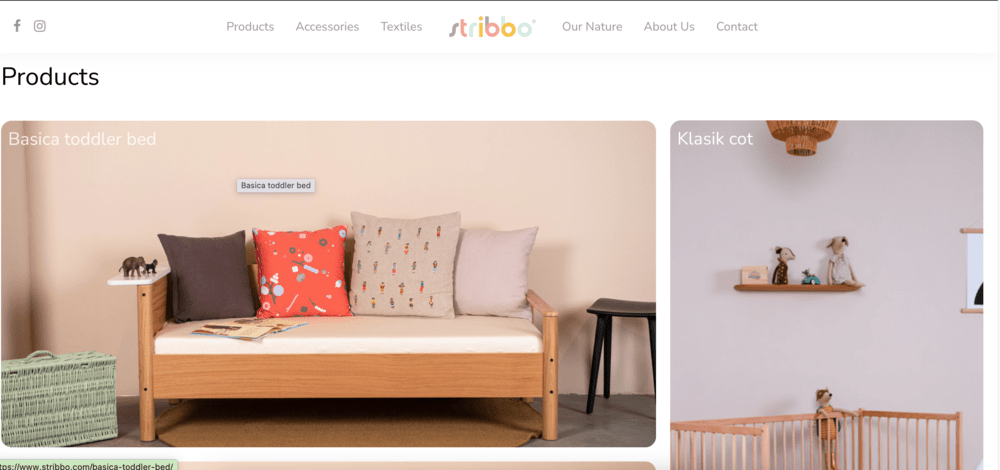 Products
Accessories
Textiles
stribbo
Our Nature
About Us
Contact
Products
Basica toddler bed
Klasik cot
Basica toddler bed
tps://www.stribbo.com/basica-toddler-bed/